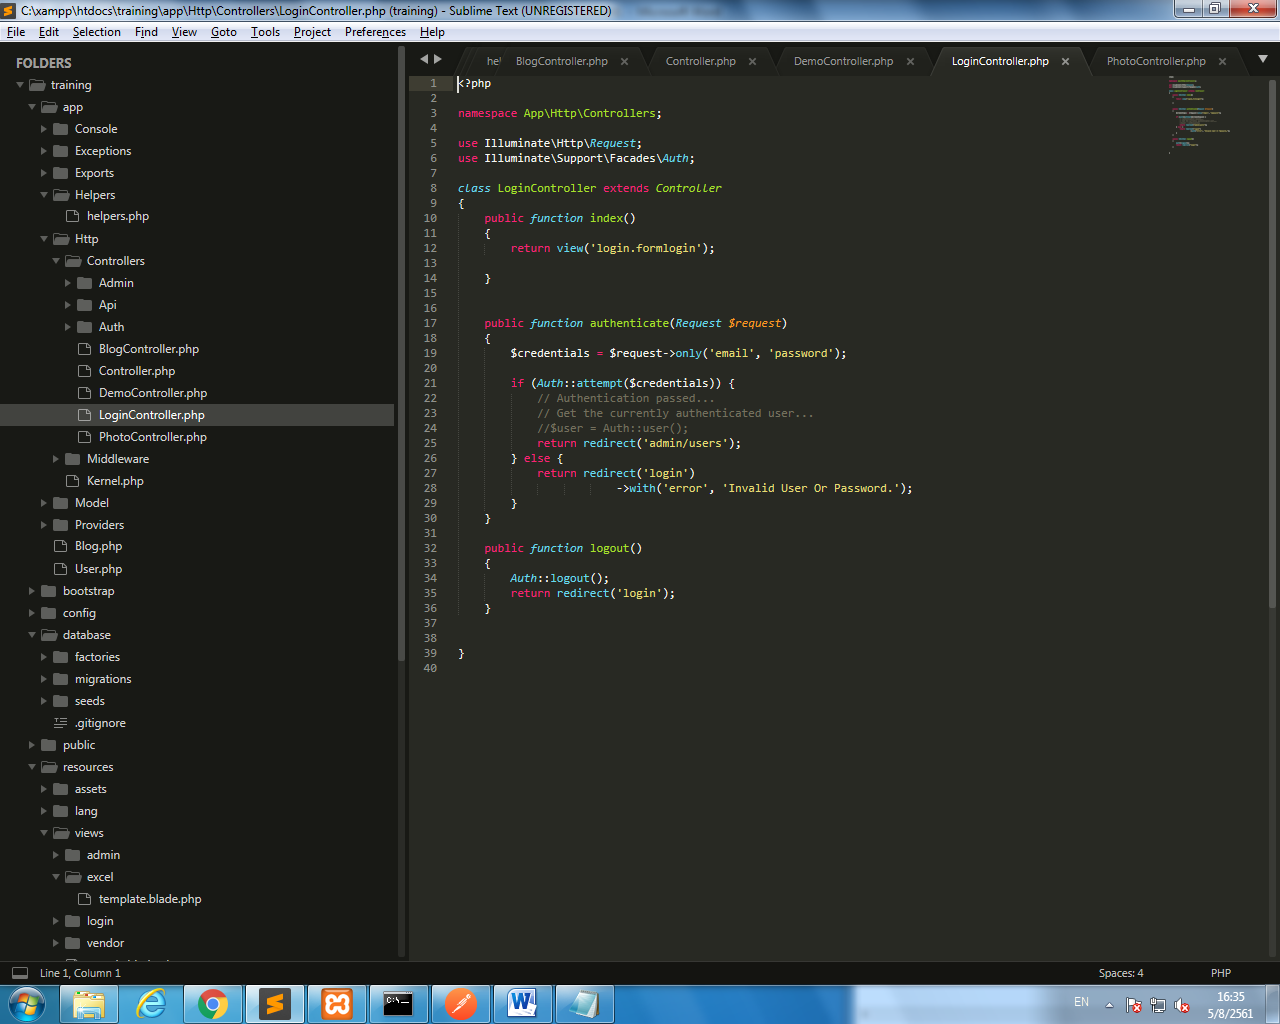 C:\xampp\htdocs\training\app\Http\Controllers\LoginController.php (training) - Sublime Text (UNREGISTERED)
File Edit Selection Find View Goto Tools Project Preferences Help
FOLDERS
training
app
Console
Exceptions
Exports
Helpers
helpers.php
Http
Controllers
Admin
Api
Auth
BlogController.php
Controller.php
DemoController.php
LoginController.php
PhotoController.php
Middleware
Kernel.php
Model
Providers
Blog.php
User.php
bootstrap
config
database
factories
migrations
seeds
.gitignore
public
resources
assets
lang
views
admin
excel
template.blade.php
login
vendor
hel BlogController.php Controller.php DemoController.php LoginController.php PhotoController.php
1 <?php
2
3 namespace App\Http\Controllers;
4
5 use Illuminate\Http\Request;
6 use Illuminate\Support\Facades\Auth;
7
8 class LoginController extends Controller
9 {
10 public function index()
11 {
12 return view('login.formlogin');
13
14 }
15
16
17 public function authenticate(Request $request)
18 {
19 $credentials = $request->only('email', 'password');
20
21 if (Auth::attempt($credentials)) {
22 // Authentication passed...
23 // Get the currently authenticated user...
24 //$user = Auth::user();
25 return redirect('admin/users');
26 } else {
27 return redirect('login')
28 ->with('error', 'Invalid User Or Password.');
29 }
30 }
31
32 public function logout()
33 {
34 Auth::logout();
35 return redirect('login');
36 }
37
38
39 }
40
Line 1, Column 1
Spaces: 4 PHP
EN
16:35
5/8/2561